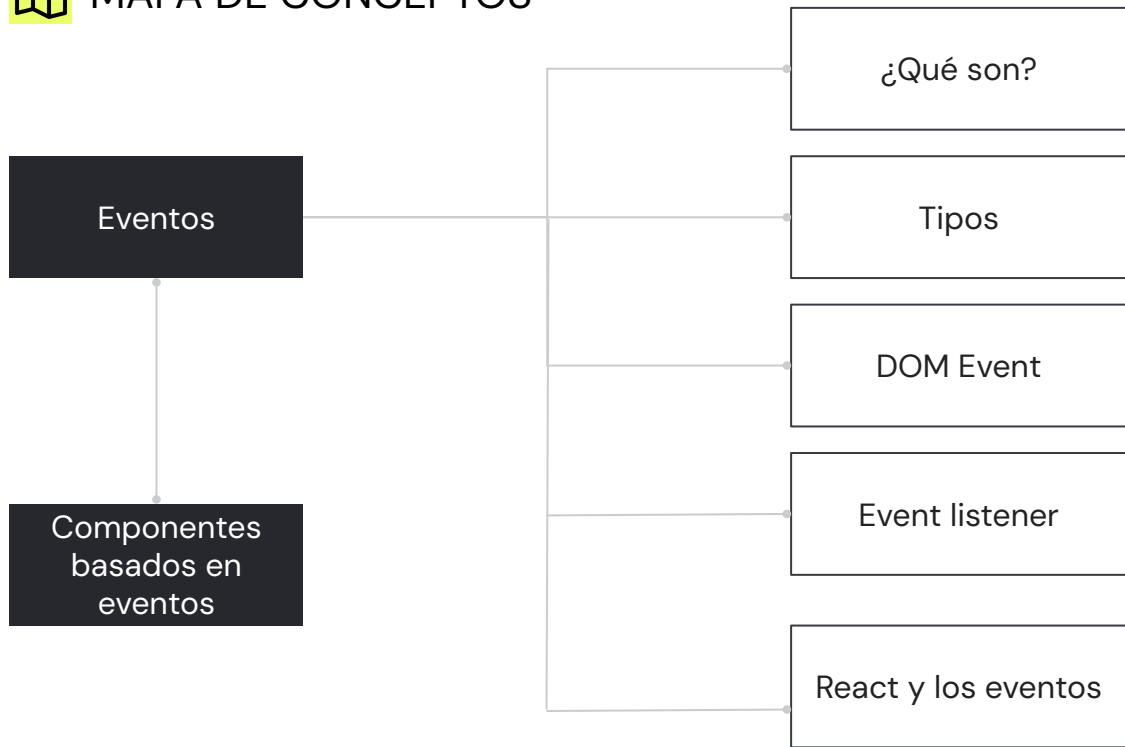 MAPA DE CONCEPTOS
¿Qué son?
Eventos
Tipos
DOM Event
Event listener
Componentes
basados en
eventos
React y los eventos